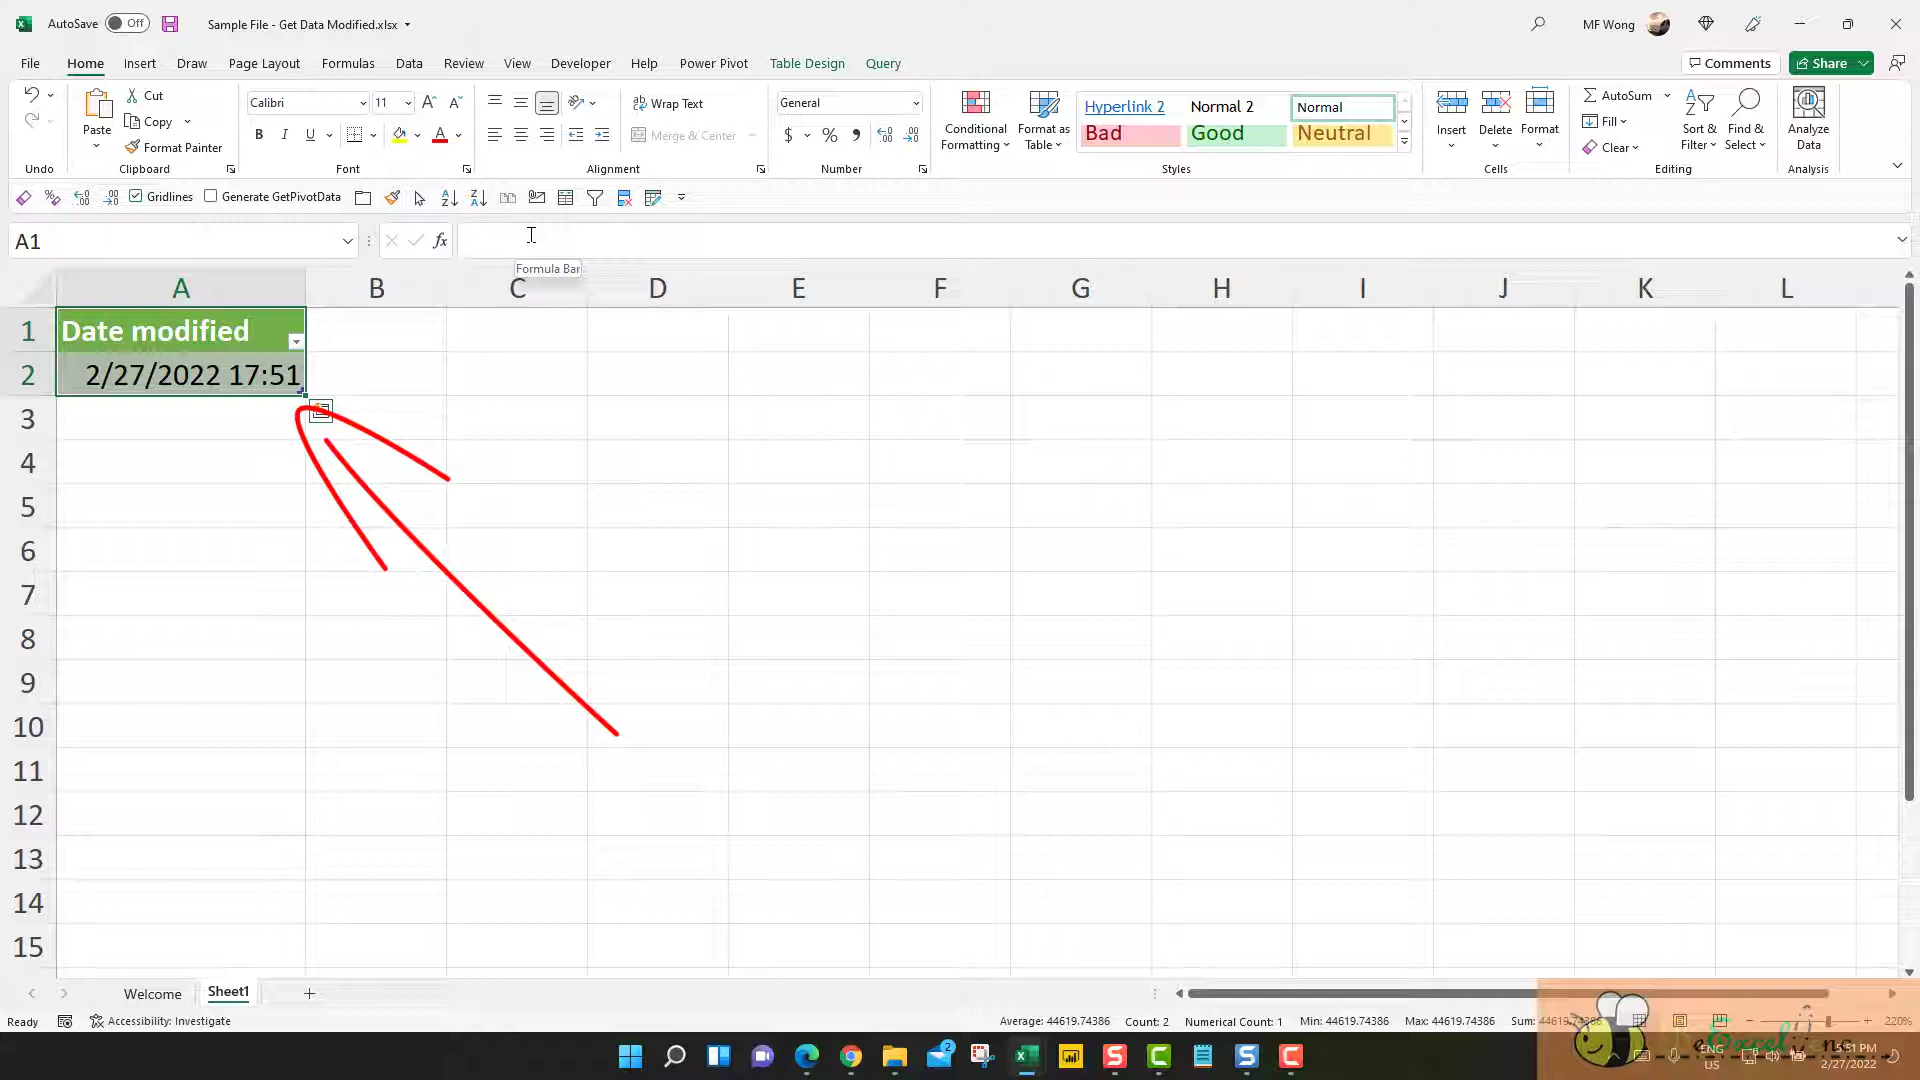 AutoSave Off Sample File - Get Data Modified.xlsx MF Wong
File Home Insert Draw Page Layout Formulas Data Review View Developer Help Power Pivot Table Design Query Comments Share
Cut
Copy
Format Painter
Paste
Calibri 11
B I U A
Wrap Text
Merge & Center
General
$ %
Conditional Formatting
Format as Table
Hyperlink 2 Normal 2 Normal
Bad Good Neutral
Insert Delete Format
AutoSum
Fill
Clear
Sort & Filter
Find & Select
Analyze Data
Undo Clipboard Font Alignment Number Styles Cells Editing Analysis
Gridlines Generate GetPivotData
A1 fx
Formula Bar
A B C D E F G H I J K L
1 Date modified
2 2/27/2022 17:51
3
4
5
6
7
8
9
10
11
12
13
14
15
Welcome Sheet1
Ready Accessibility: Investigate Average: 44619.74386 Count: 2 Numerical Count: 1 Min: 44619.74386 Max: 44619.74386 Sum: 44619.74386 220%
2
ENG
US
5:51 PM
2/27/2022